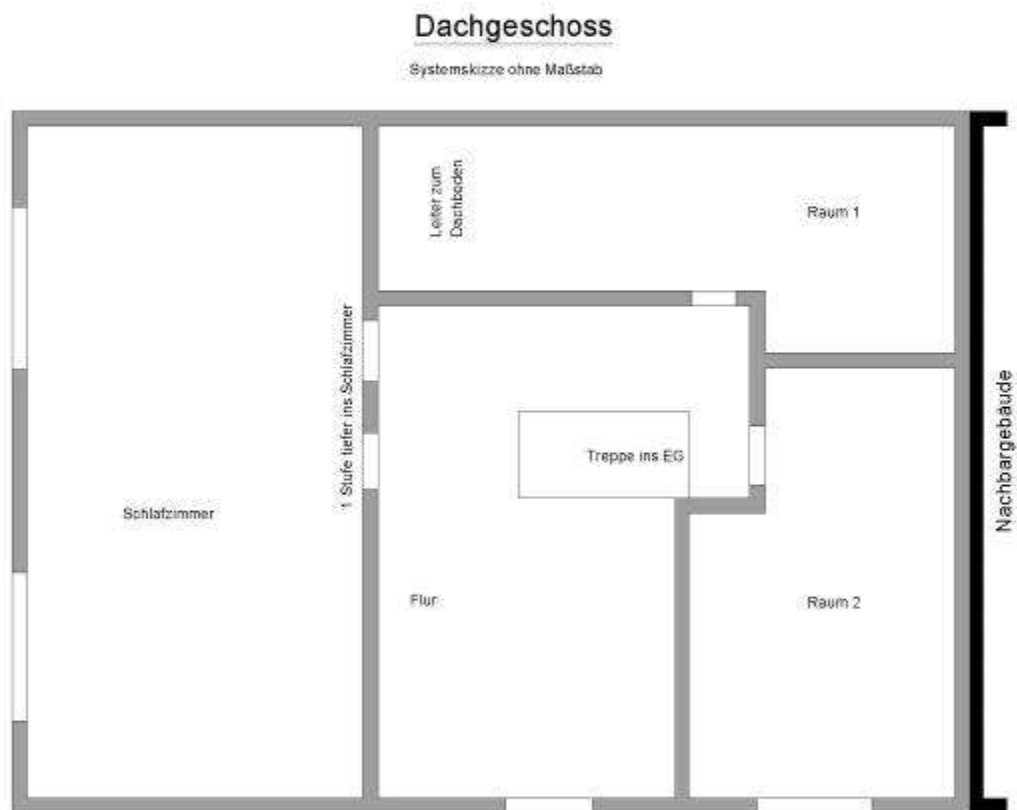 Dachgeschoss
Systemskizze ohne Maßstab
Leiter zum
Dachboden
Raum 1
1 Stufe tiefer ins Schlafzimmer
Nachbargebäude
Treppe ins EG
Schlafzimmer
Flur
Raum 2